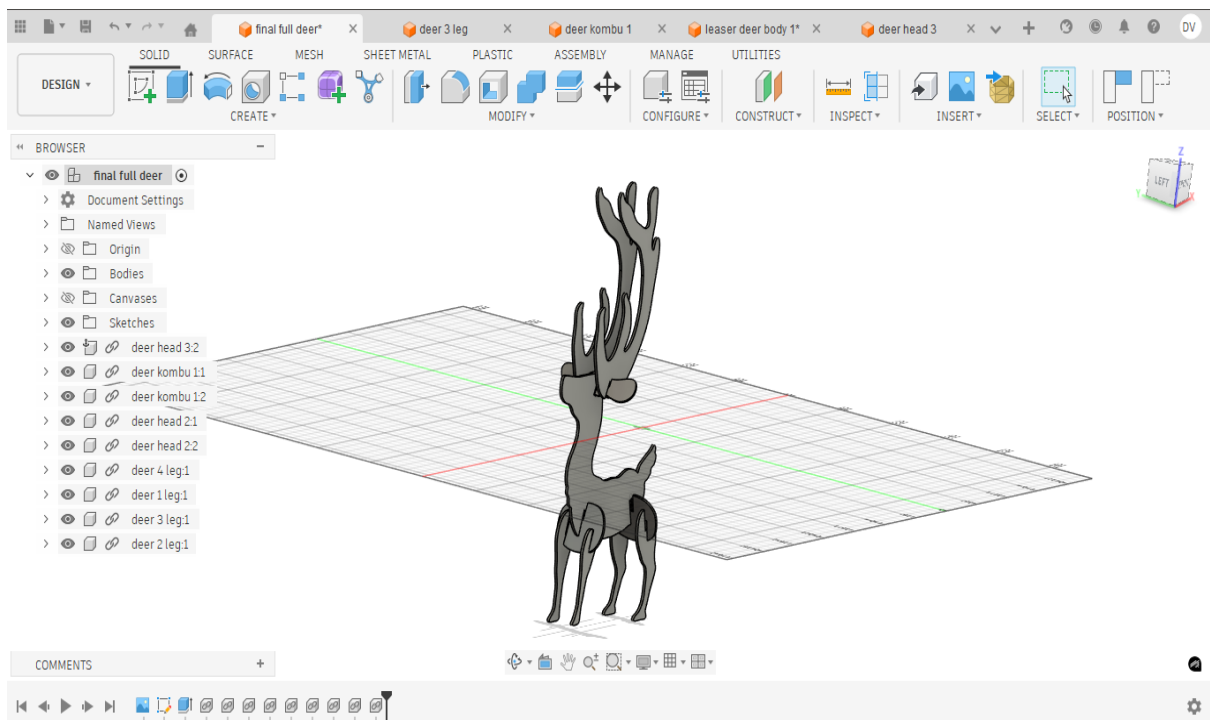 final full deer*
deer 3 leg
deer kombu 1
leaser deer body 1*
deer head 3
DV
DESIGN
SOLID
SURFACE
MESH
SHEET METAL
PLASTIC
ASSEMBLY
MANAGE
UTILITIES
CREATE
MODIFY
CONFIGURE
CONSTRUCT
INSPECT
INSERT
SELECT
POSITION
BROWSER
final full deer
Document Settings
Named Views
Origin
Bodies
Canvases
Sketches
deer head 3:2
deer kombu 1:1
deer kombu 1:2
deer head 2:1
deer head 2:2
deer 4 leg:1
deer 1 leg:1
deer 3 leg:1
deer 2 leg:1
Z
LEFT
Y
X
COMMENTS